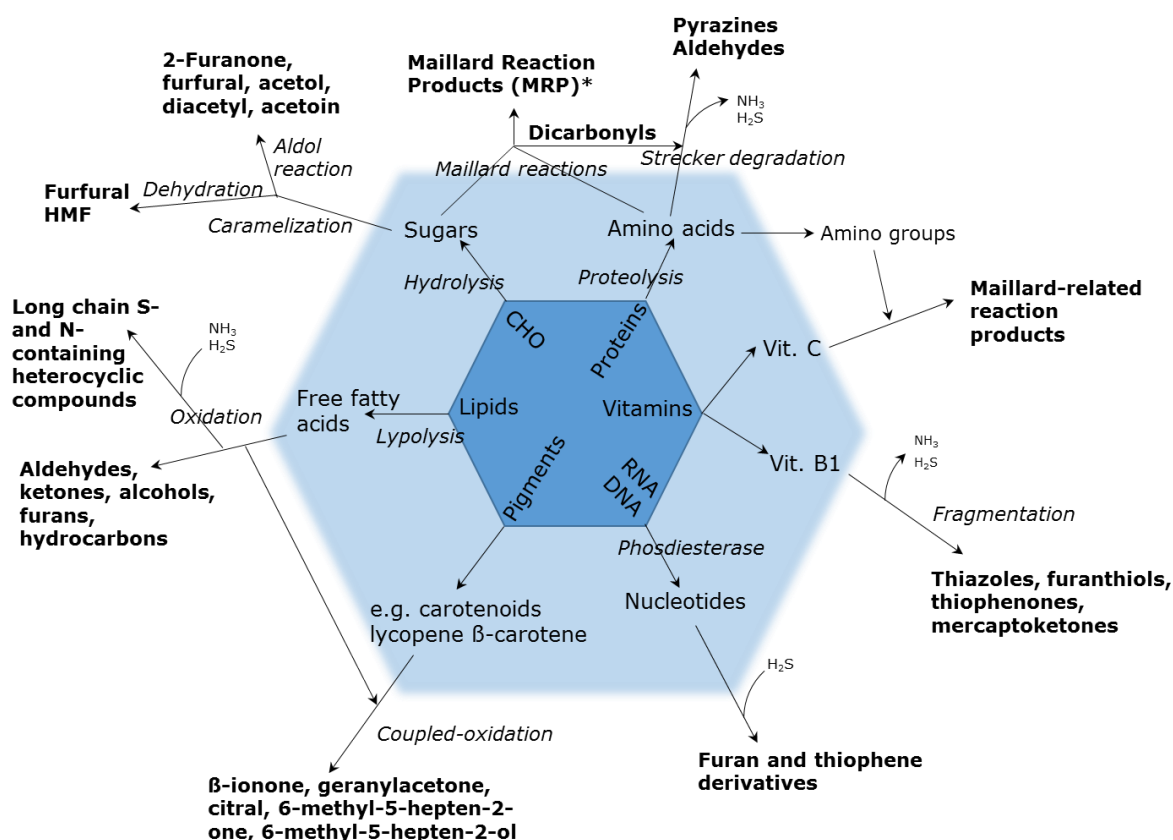 Pyrazines
Aldehydes
2-Furanone,
furfural, acetol,
diacetyl, acetoin
Maillard Reaction
Products (MRP)*
NH₃
H₂S
Dicarbonyls
Aldol
reaction
Maillard reactions
Strecker degradation
Dehydration
Furfural
HMF
Caramelization
Sugars
Amino acids
Amino groups
Hydrolysis
Proteolysis
Maillard-related
reaction
products
Long chain S-
and N-
containing
heterocyclic
compounds
NH₃
H₂S
CHO
Proteins
Vit. C
Free fatty
acids
Lipids
Vitamins
Oxidation
Lypolysis
Pigments
RNA
DNA
Vit. B1
NH₃
H₂S
Aldehydes,
ketones, alcohols,
furans,
hydrocarbons
Fragmentation
Phosdiesterase
Thiazoles, furanthiols,
thiophenones,
mercaptoketones
e.g. carotenoids
lycopene ß-carotene
Nucleotides
H₂S
Coupled-oxidation
Furan and thiophene
derivatives
ß-ionone, geranylacetone,
citral, 6-methyl-5-hepten-2-
one, 6-methyl-5-hepten-2-ol